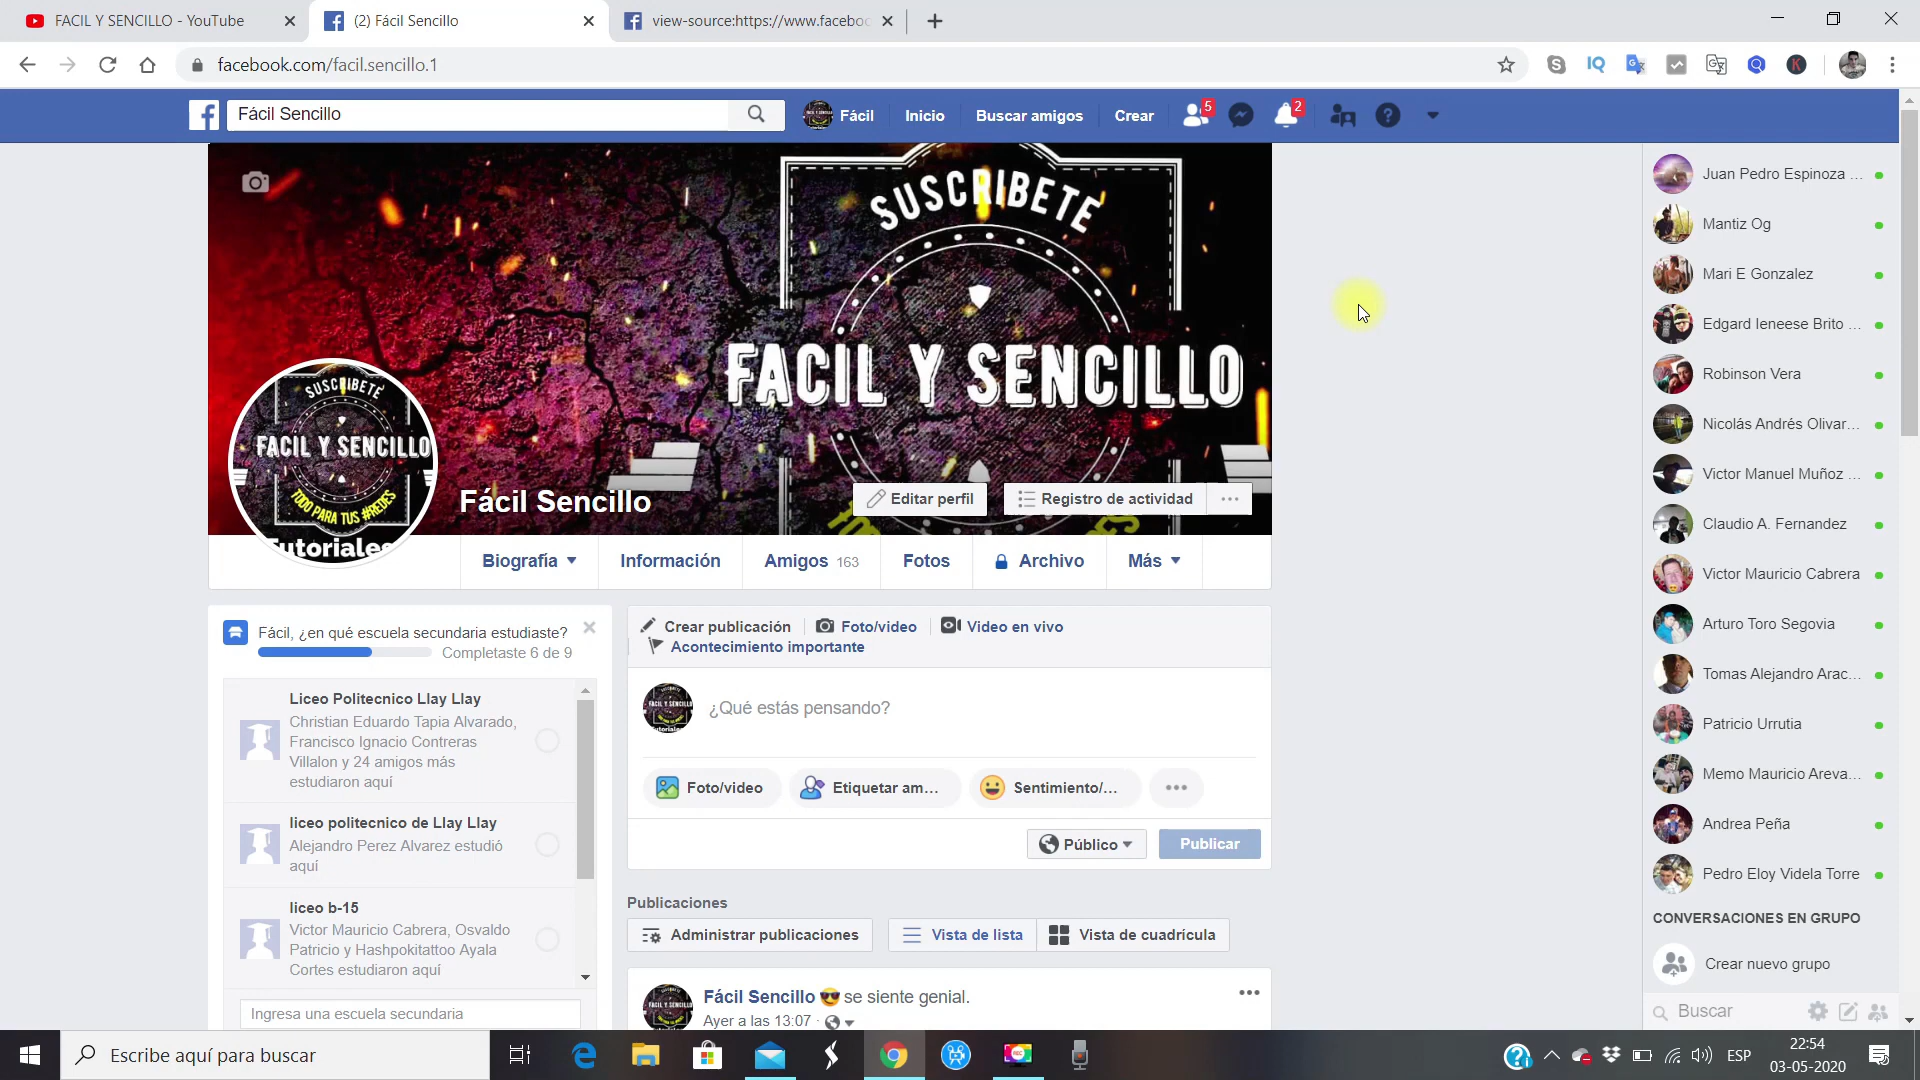 FACIL Y SENCILLO - YouTube
(2) Fácil Sencillo
view-source:https://www.faceboo
facebook.com/facil.sencillo.1
Fácil Sencillo
Fácil
Inicio
Buscar amigos
Crear
5
2
SUSCRIBETE
FACIL Y SENCILLO
SUSCRIBETE
FACIL Y SENCILLO
TODO PARA TUS #REDES
Tutoriales
Fácil Sencillo
Editar perfil
Registro de actividad
Biografía
Información
Amigos 163
Fotos
Archivo
Más
Fácil, ¿en qué escuela secundaria estudiaste?
Completaste 6 de 9
Liceo Politecnico Llay Llay
Christian Eduardo Tapia Alvarado,
Francisco Ignacio Contreras
Villalon y 24 amigos más
estudiaron aquí
liceo politecnico de Llay Llay
Alejandro Perez Alvarez estudió
aquí
liceo b-15
Victor Mauricio Cabrera, Osvaldo
Patricio y Hashpokitattoo Ayala
Cortes estudiaron aquí
Ingresa una escuela secundaria
Crear publicación
Foto/video
Video en vivo
Acontecimiento importante
¿Qué estás pensando?
Foto/video
Etiquetar am...
Sentimiento/...
Público
Publicar
Publicaciones
Administrar publicaciones
Vista de lista
Vista de cuadrícula
Fácil Sencillo 😎 se siente genial.
Ayer a las 13:07 ·
Juan Pedro Espinoza ...
Mantiz Og
Mari E Gonzalez
Edgard Ieneese Brito ...
Robinson Vera
Nicolás Andrés Olivar...
Victor Manuel Muñoz ...
Claudio A. Fernandez
Victor Mauricio Cabrera
Arturo Toro Segovia
Tomas Alejandro Arac...
Patricio Urrutia
Memo Mauricio Areva...
Andrea Peña
Pedro Eloy Videla Torre
CONVERSACIONES EN GRUPO
Crear nuevo grupo
Buscar
Escribe aquí para buscar
ESP
22:54
03-05-2020